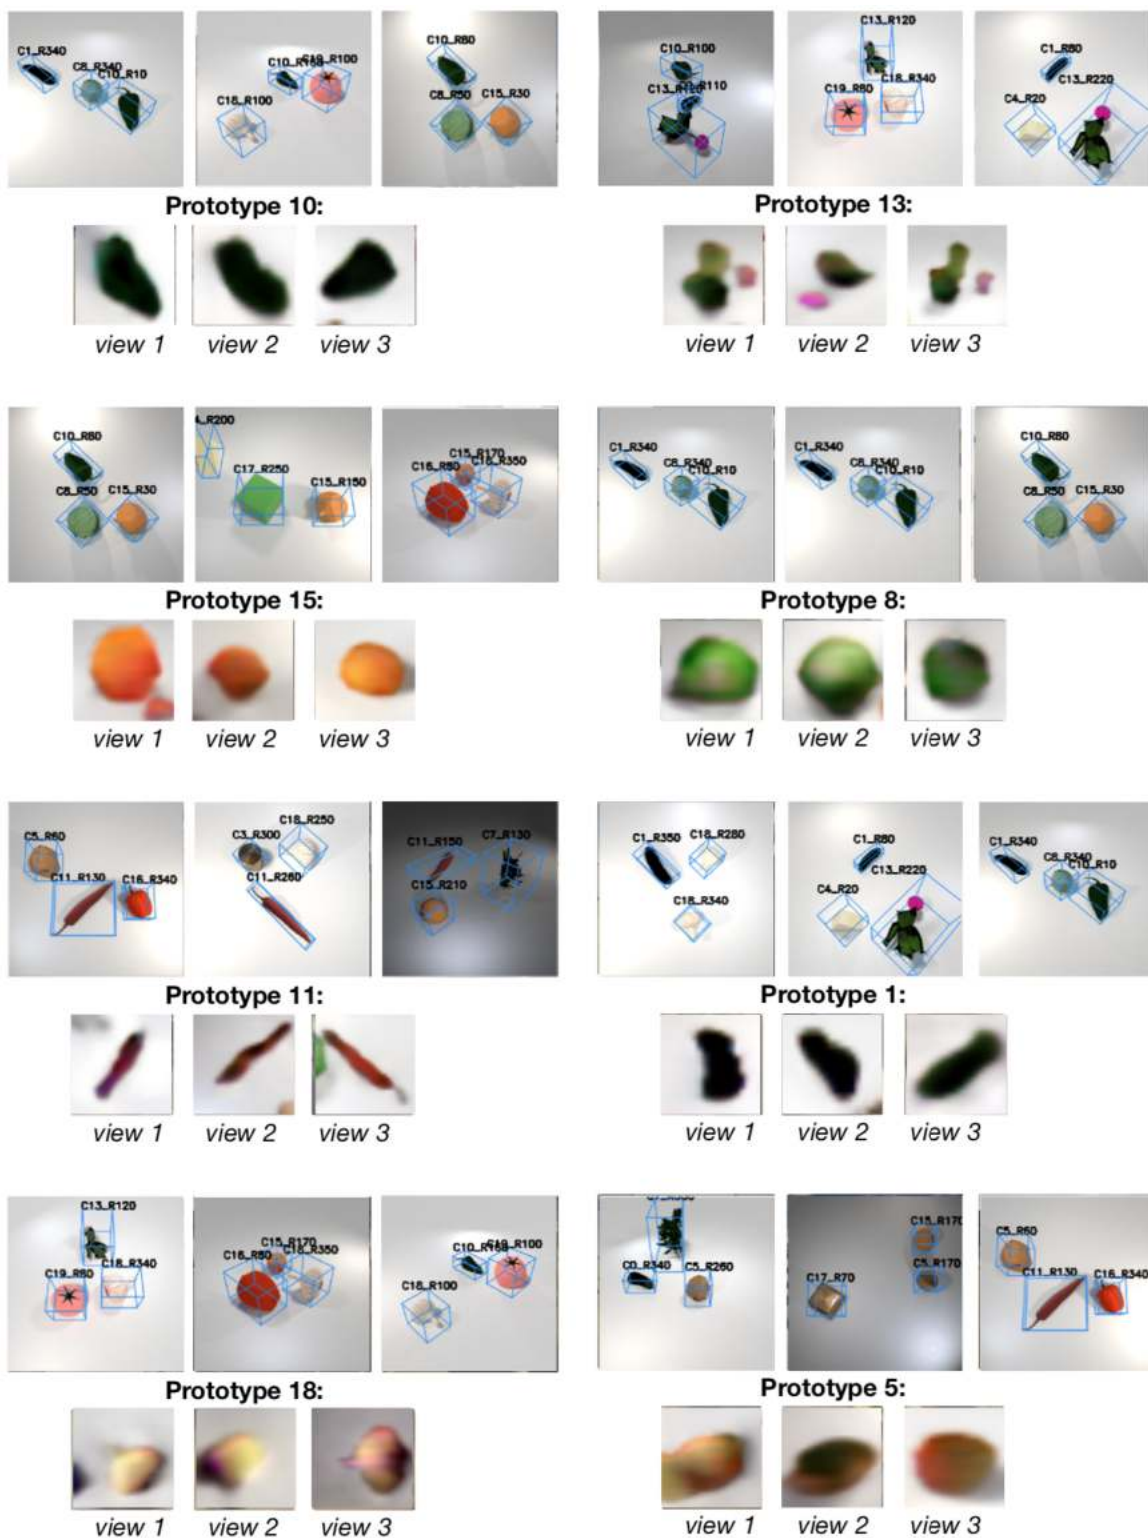 C1_R340
C8_R340
C10_R10
C18_R100
C19_R100
C10_R80
C8_R50 C15_R30
C10_R100
C13_R120
C19_R80
C18_R340
C1_R80
C13_R220
C4_R20
Prototype 10:
Prototype 13:
view 1 view 2 view 3
view 1 view 2 view 3
C10_R80
C8_R50 C15_R30
C17_R250
C15_R150
C15_R170
C16_R80
C18_R350
C1_R340
C8_R340
C10_R10
C1_R340
C8_R340
C10_R10
C10_R80
C8_R50 C15_R30
Prototype 15:
Prototype 8:
view 1 view 2 view 3
view 1 view 2 view 3
C5_R60
C11_R130
C16_R340
C18_R250
C3_R300
C11_R260
C11_R150
C7_R130
C15_R210
C1_R350
C18_R280
C18_R340
C1_R80
C13_R220
C4_R20
C1_R340
C8_R340
C10_R10
Prototype 11:
Prototype 1:
view 1 view 2 view 3
view 1 view 2 view 3
C13_R120
C19_R80
C18_R340
C15_R170
C16_R80
C18_R350
C19_R100
C18_R100
C0_R340
C5_R260
C15_R170
C5_R170
C17_R70
C5_R60
C11_R130
C16_R340
Prototype 18:
Prototype 5:
view 1 view 2 view 3
view 1 view 2 view 3